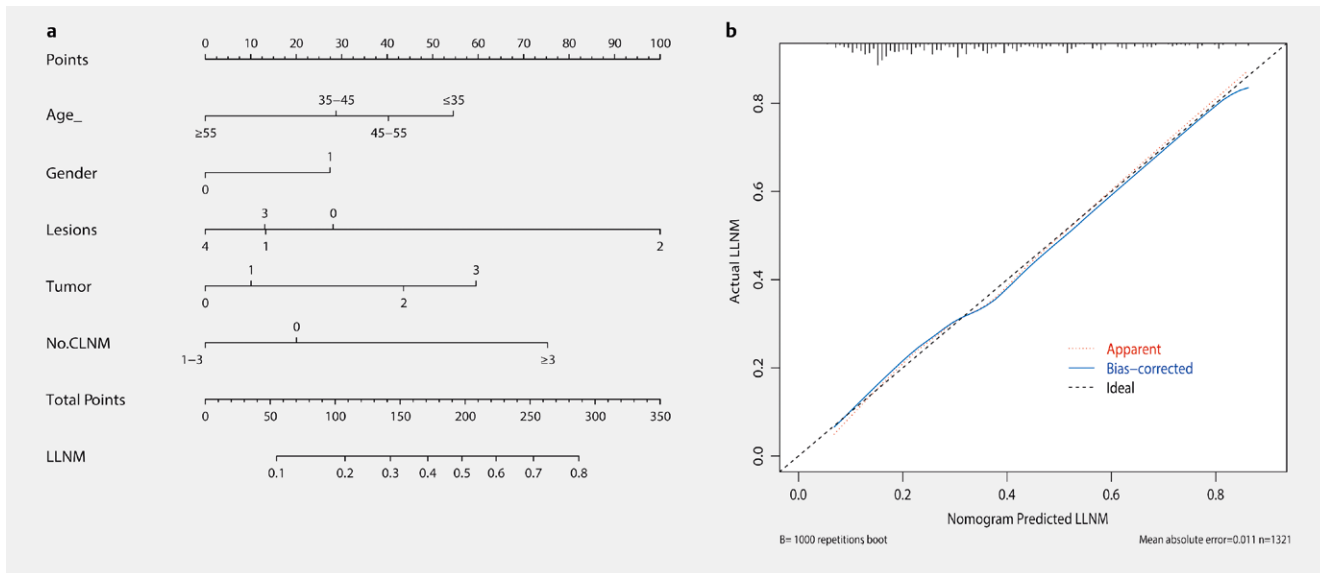 a
0 10 20 30 40 50 60 70 80 90 100
Points
35−45 ≤35
Age_
≥55 45−55
1
Gender
0
3 0
Lesions
4 1 2
1 3
Tumor
0 2
0
No.CLNM
1−3 ≥3
Total Points
0 50 100 150 200 250 300 350
LLNM
0.1 0.2 0.3 0.4 0.5 0.6 0.7 0.8
b
0.8
0.6
0.4
0.2
0.0
Actual LLNM
Apparent
Bias−corrected
Ideal
0.0 0.2 0.4 0.6 0.8
Nomogram Predicted LLNM
B= 1000 repetitions boot Mean absolute error=0.011 n=1321